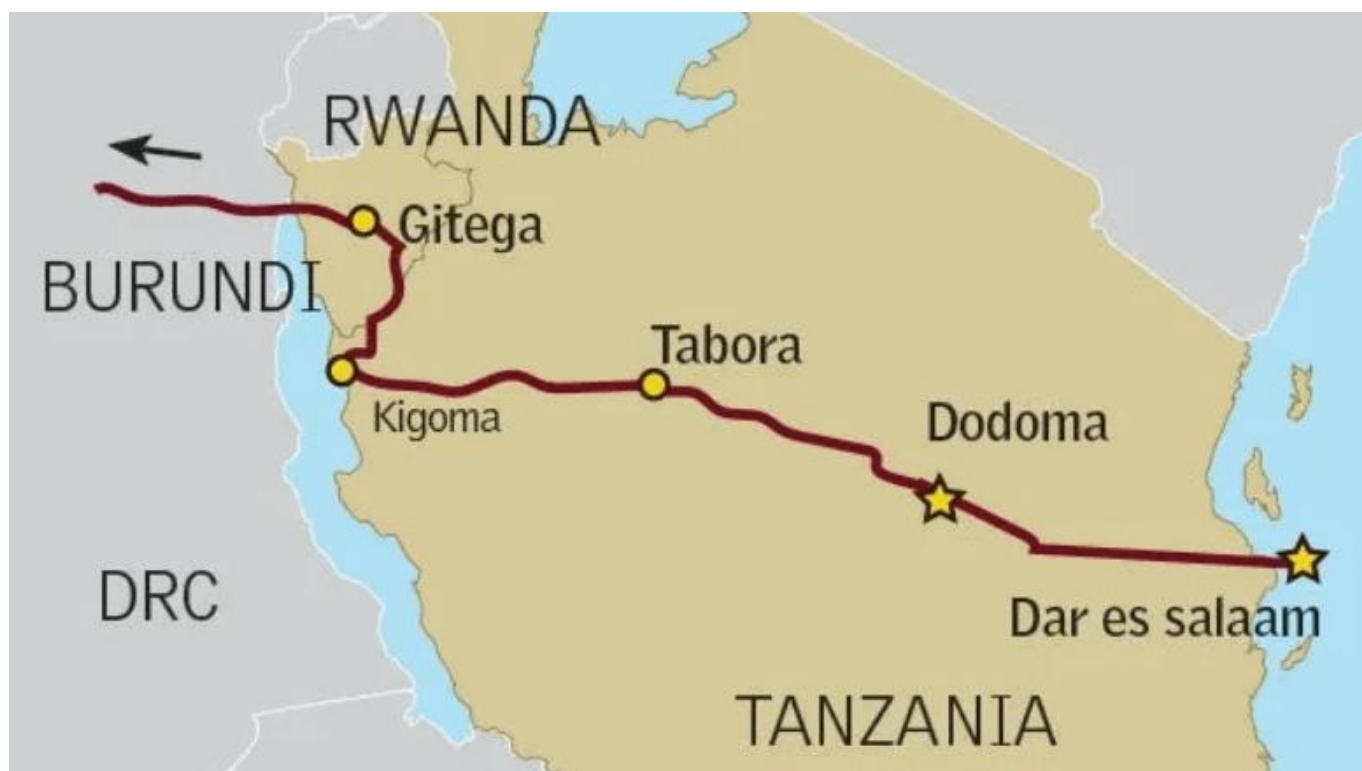 RWANDA
Gitega
BURUNDI
Tabora
Kigoma
Dodoma
DRC
Dar es salaam
TANZANIA